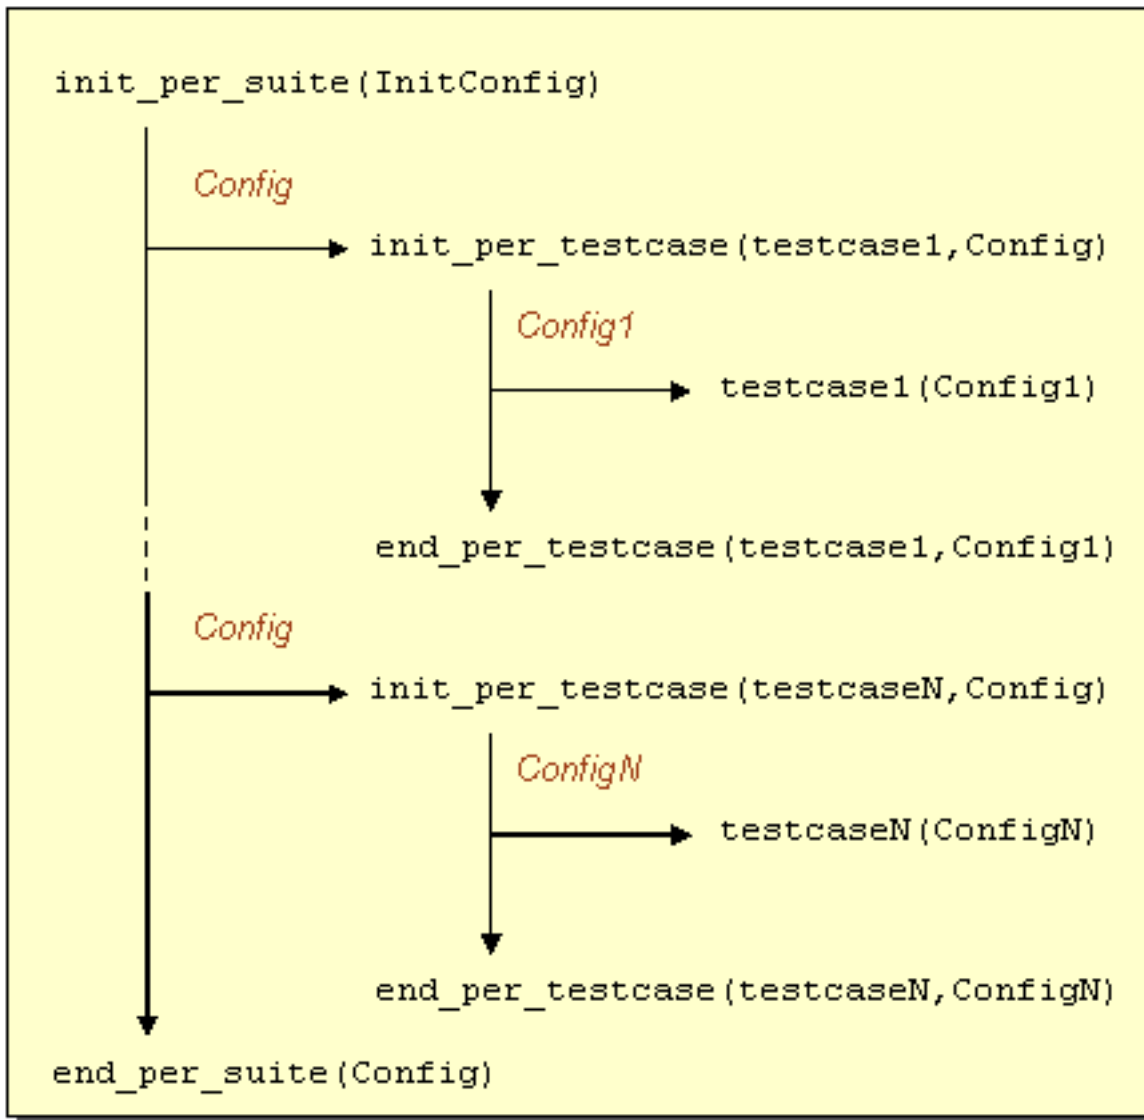 init_per_suite(InitConfig)
Config
init_per_testcase(testcase1,Config)
Config1
testcase1(Config1)
end_per_testcase(testcase1,Config1)
Config
init_per_testcase(testcaseN,Config)
ConfigN
testcaseN(ConfigN)
end_per_testcase(testcaseN,ConfigN)
end_per_suite(Config)